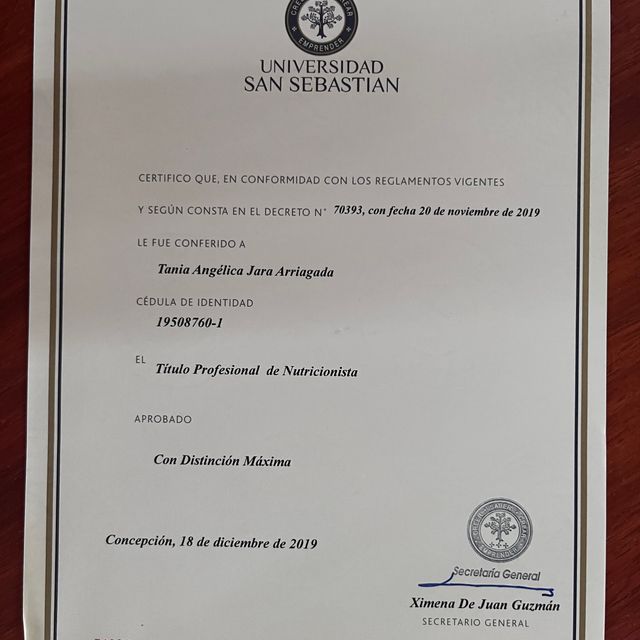 EMPRENDER
UNIVERSIDAD
SAN SEBASTIAN
CERTIFICO QUE, EN CONFORMIDAD CON LOS REGLAMENTOS VIGENTES
Y SEGÚN CONSTA EN EL DECRETO N° 70393, con fecha 20 de noviembre de 2019
LE FUE CONFERIDO A
Tania Angélica Jara Arriagada
CÉDULA DE IDENTIDAD
19508760-1
EL
Título Profesional de Nutricionista
APROBADO
Con Distinción Máxima
Concepción, 18 de diciembre de 2019
EMPRENDER
Secretaría General
Ximena De Juan Guzmán
SECRETARIO GENERAL